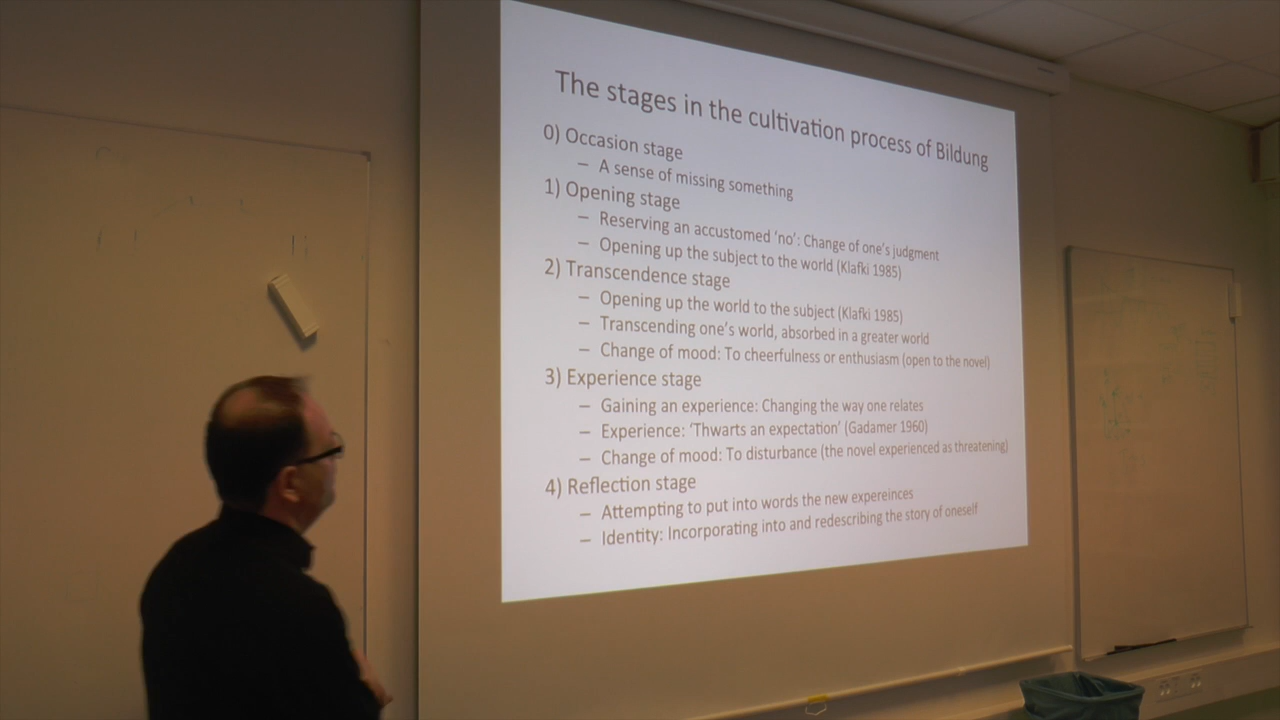 The stages in the cultivation process of Bildung
0) Occasion stage
– A sense of missing something
1) Opening stage
– Reserving an accustomed ‘no’: Change of one’s judgment
– Opening up the subject to the world (Klafki 1985)
2) Transcendence stage
– Opening up the world to the subject (Klafki 1985)
– Transcending one’s world, absorbed in a greater world
– Change of mood: To cheerfulness or enthusiasm (open to the novel)
3) Experience stage
– Gaining an experience: Changing the way one relates
– Experience: ‘Thwarts an expectation’ (Gadamer 1960)
– Change of mood: To disturbance (the novel experienced as threatening)
4) Reflection stage
– Attempting to put into words the new expereinces
– Identity: Incorporating into and redescribing the story of oneself